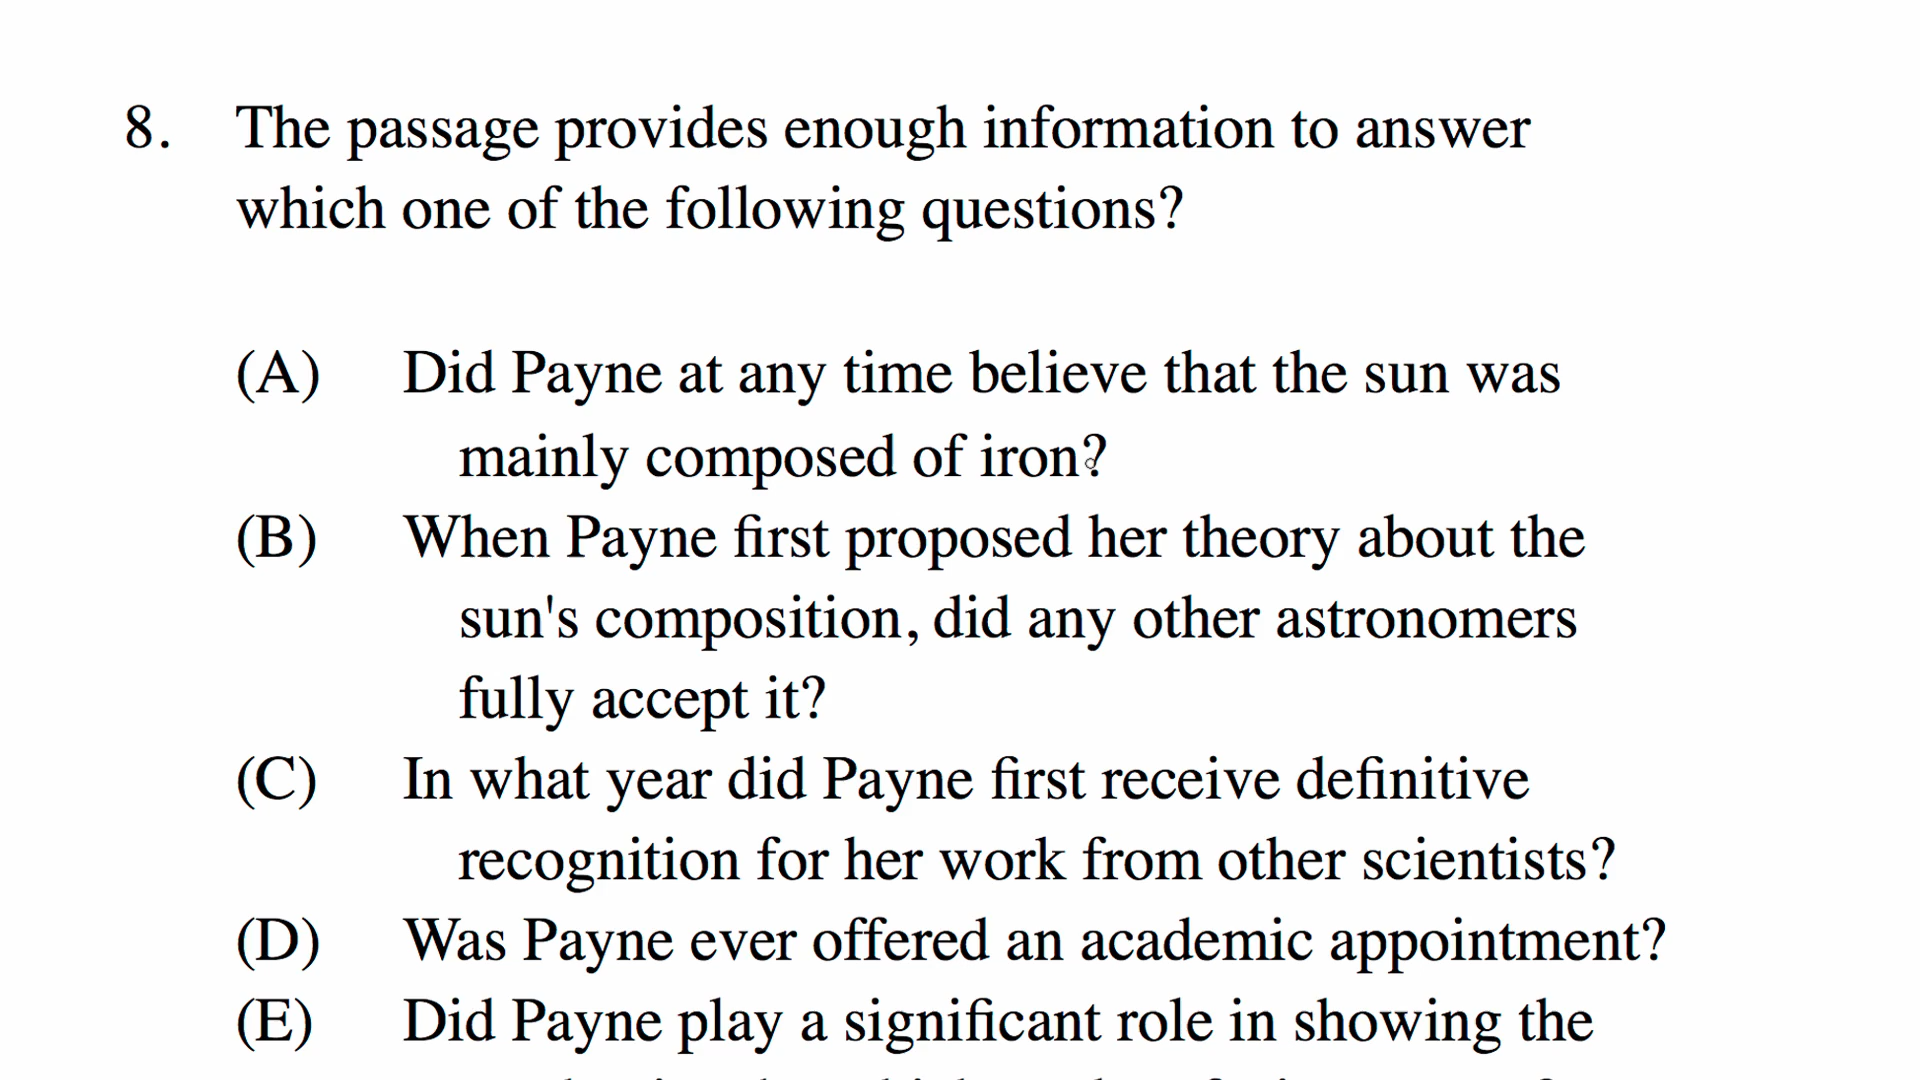 8. The passage provides enough information to answer
which one of the following questions?
(A) Did Payne at any time believe that the sun was
mainly composed of iron?
(B) When Payne first proposed her theory about the
sun's composition, did any other astronomers
fully accept it?
(C) In what year did Payne first receive definitive
recognition for her work from other scientists?
(D) Was Payne ever offered an academic appointment?
(E) Did Payne play a significant role in showing the